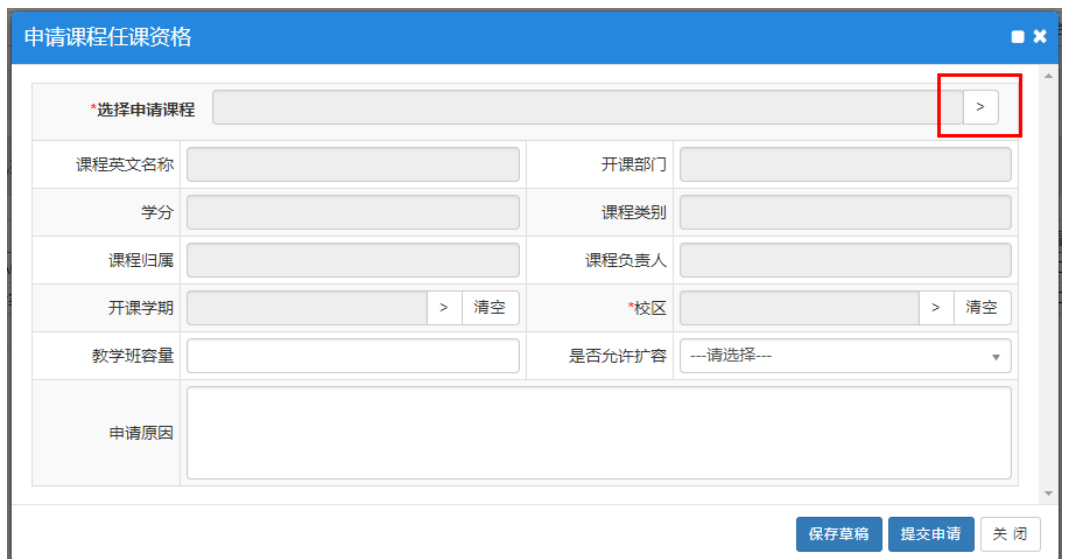 申请课程任课资格
*选择申请课程 >
课程英文名称 开课部门
学分 课程类别
课程归属 课程负责人
开课学期 > 清空 *校区 > 清空
教学班容量 是否允许扩容 ---请选择---
申请原因
保存草稿 提交申请 关 闭